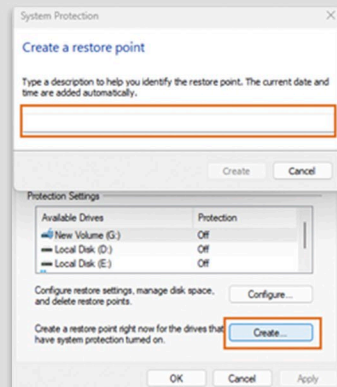 System Protection
Create a restore point
Type a description to help you identify the restore point. The current date and
time are added automatically.
Create
Cancel
Protection Settings
Available Drives
Protection
New Volume (G:)
Off
Local Disk (D:)
Off
Local Disk (E:)
Off
Configure restore settings, manage disk space,
and delete restore points.
Configure...
Create a restore point right now for the drives that
have system protection turned on.
Create...
OK
Cancel
Apply